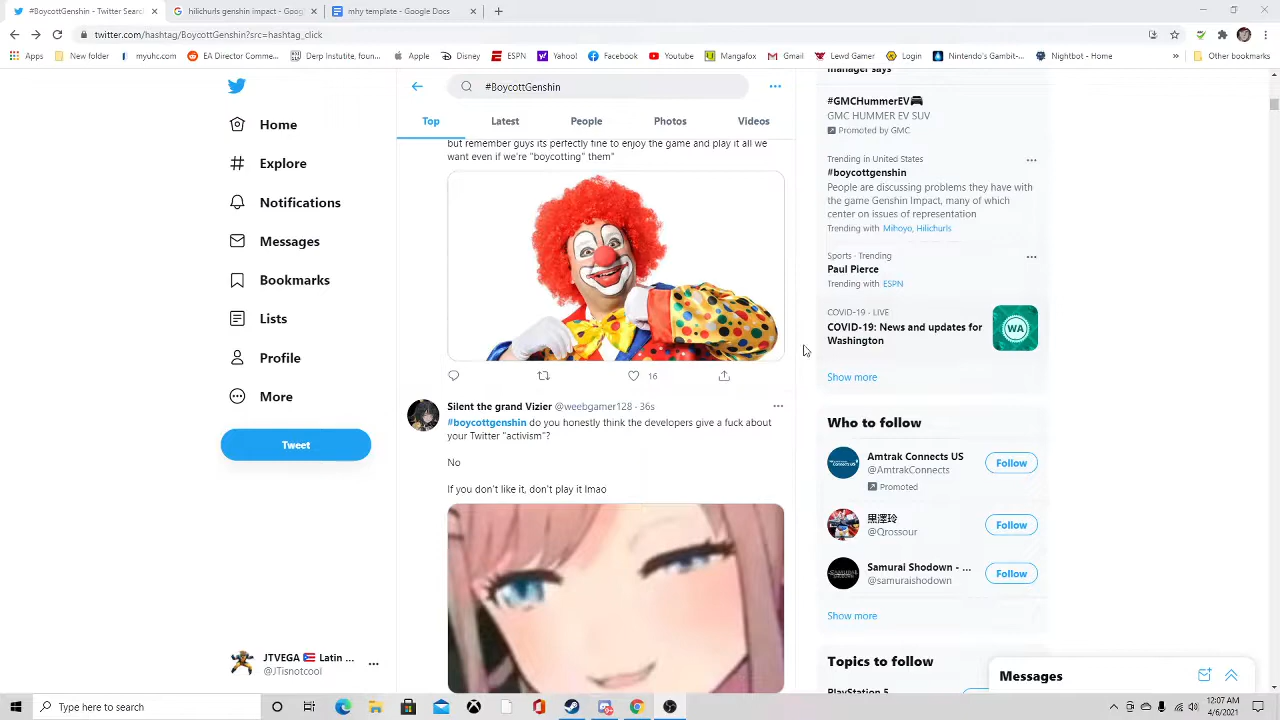 #BoycottGenshin - Twitter Searc
hilichurls genshin impact - Goog
mhy template - Google Docs
twitter.com/hashtag/BoycottGenshin?src=hashtag_click
Apps
New folder
myuhc.com
EA Director Comme...
Derp Institute, foun...
Apple
Disney
ESPN
Yahoo!
Facebook
Youtube
Mangafox
Gmail
Lewd Gamer
Login
Nintendo's Gambit-...
Nightbot - Home
»
Other bookmarks
Home
Explore
Notifications
Messages
Bookmarks
Lists
Profile
More
Tweet
JTVEGA 🇵🇷 Latin ...
@JTisnotcool
#BoycottGenshin
Top
Latest
People
Photos
Videos
but remember guys its perfectly fine to enjoy the game and play it all we
want even if we're "boycotting" them"
16
Silent the grand Vizier @weebgamer128 · 36s
#boycottgenshin do you honestly think the developers give a fuck about
your Twitter "activism"?
No
If you don't like it, don't play it lmao
manager says
#GMCHummerEV
GMC HUMMER EV SUV
Promoted by GMC
Trending in United States
#boycottgenshin
People are discussing problems they have with
the game Genshin Impact, many of which
center on issues of representation
Trending with Mihoyo, Hilichurls
Sports · Trending
Paul Pierce
Trending with ESPN
COVID-19 · LIVE
COVID-19: News and updates for
Washington
WA
Show more
Who to follow
Amtrak Connects US
@AmtrakConnects
Promoted
Follow
黒澤玲
@Qrossour
Follow
Samurai Shodown - ...
@samuraishodown
Follow
Show more
Topics to follow
PlayStation 5
Messages
Type here to search
12:07 AM
4/6/2021